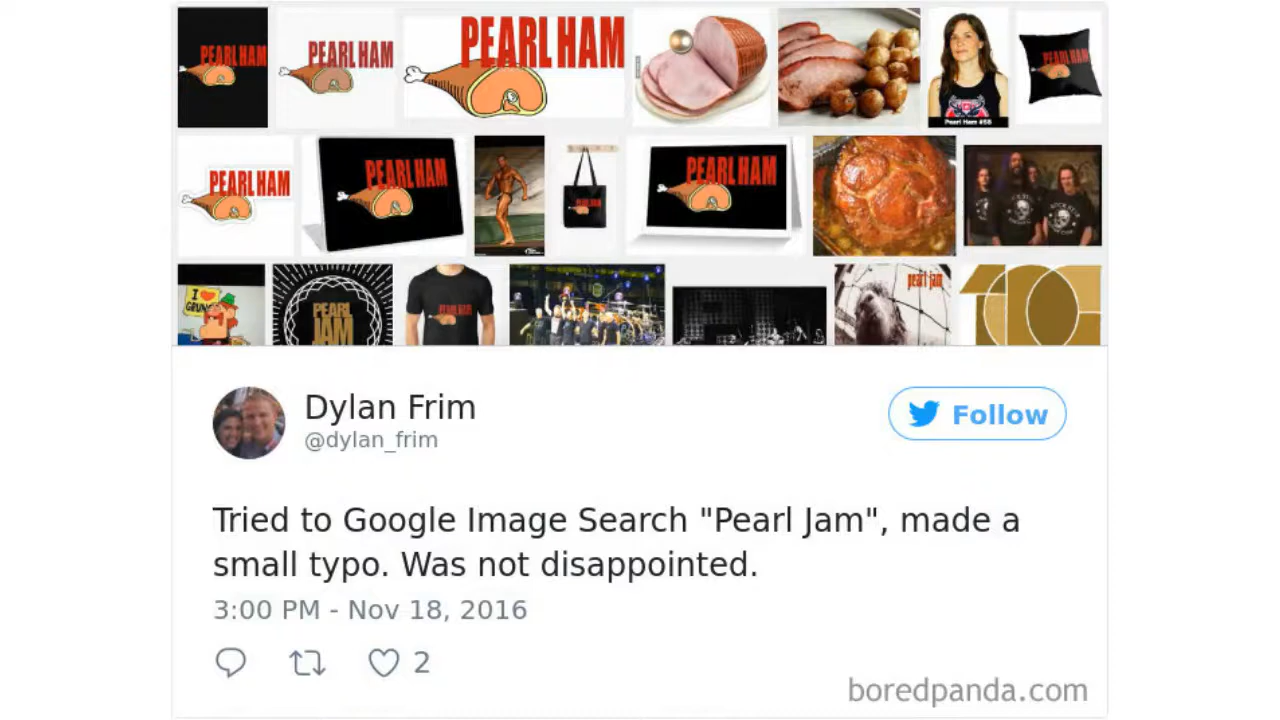 PEARL HAM
PEARL HAM
PEARL HAM
Pearl Ham #58
PEARL HAM
PEARL HAM
PEARL HAM
PEARL HAM
I ♥
GRUN
PEARL
JAM
PEARL HAM
pearl jam
Dylan Frim
@dylan_frim
Follow
Tried to Google Image Search "Pearl Jam", made a
small typo. Was not disappointed.
3:00 PM - Nov 18, 2016
2
boredpanda.com